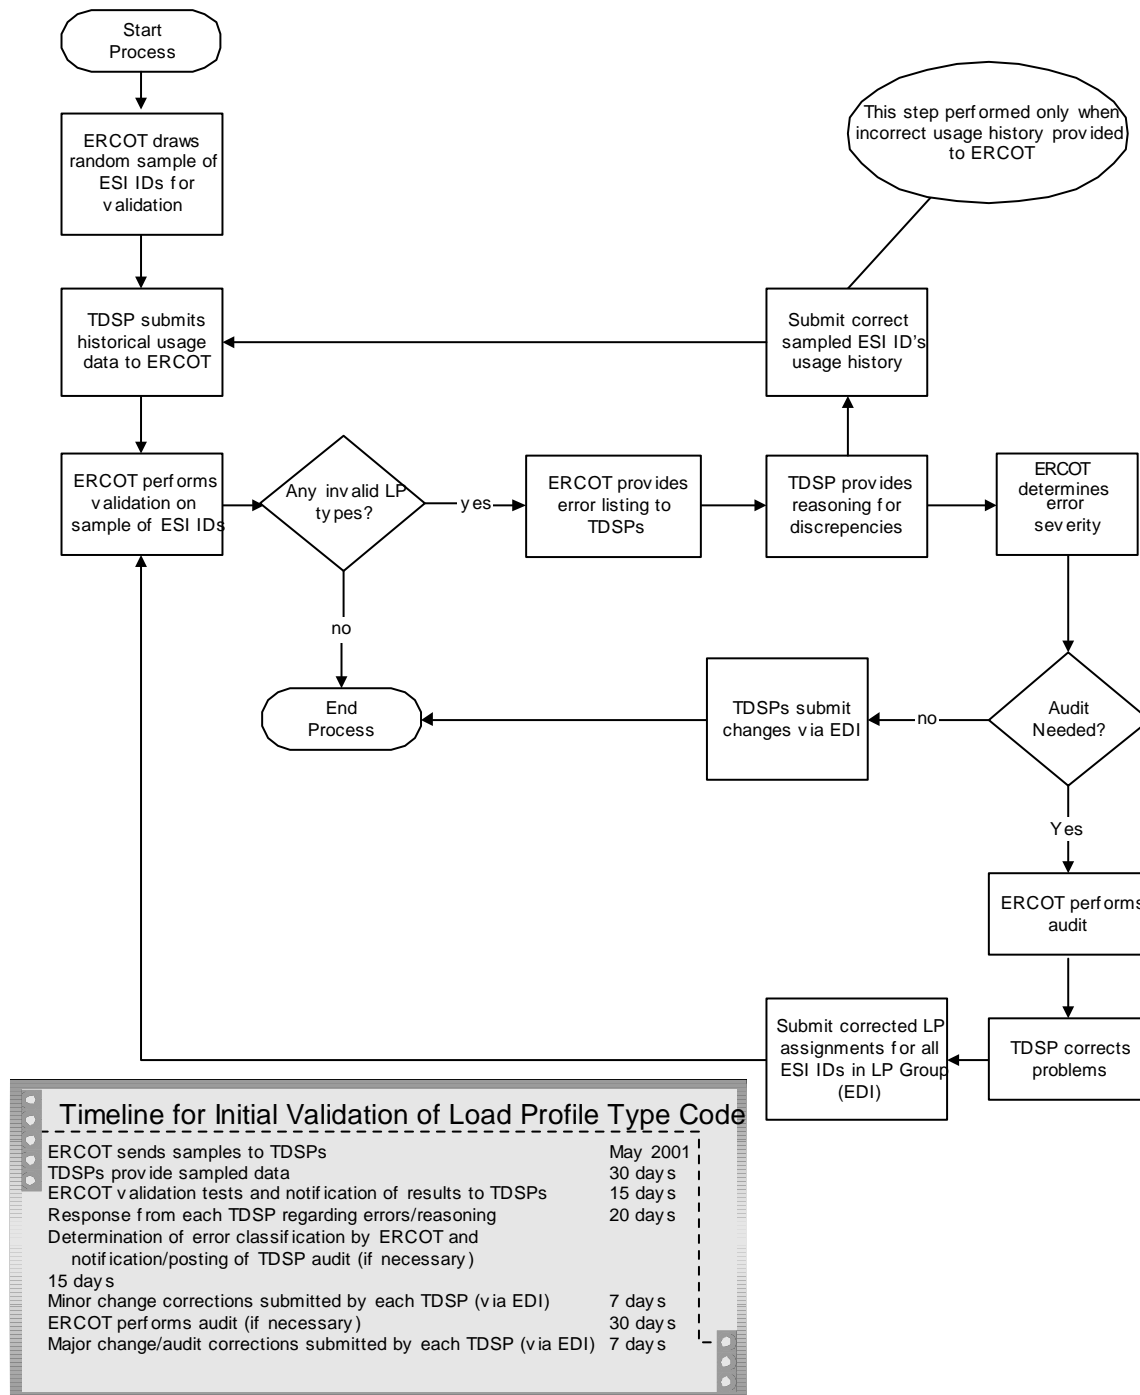 Start
Process
This step performed only when
incorrect usage history provided
to ERCOT
ERCOT draws
random sample of
ESI IDs for
validation
TDSP submits
historical usage
data to ERCOT
Submit correct
sampled ESI ID's
usage history
ERCOT performs
validation on
sample of ESI IDs
Any invalid LP
types?
yes
ERCOT provides
error listing to
TDSPs
TDSP provides
reasoning for
discrepencies
ERCOT
determines
error
severity
no
End
Process
TDSPs submit
changes via EDI
no
Audit
Needed?
Yes
ERCOT performs
audit
TDSP corrects
problems
Submit corrected LP
assignments for all
ESI IDs in LP Group
(EDI)
Timeline for Initial Validation of Load Profile Type Code
ERCOT sends samples to TDSPs May 2001
TDSPs provide sampled data 30 days
ERCOT validation tests and notification of results to TDSPs 15 days
Response from each TDSP regarding errors/reasoning 20 days
Determination of error classification by ERCOT and
notification/posting of TDSP audit (if necessary)
15 days
Minor change corrections submitted by each TDSP (via EDI) 7 days
ERCOT performs audit (if necessary) 30 days
Major change/audit corrections submitted by each TDSP (via EDI) 7 days